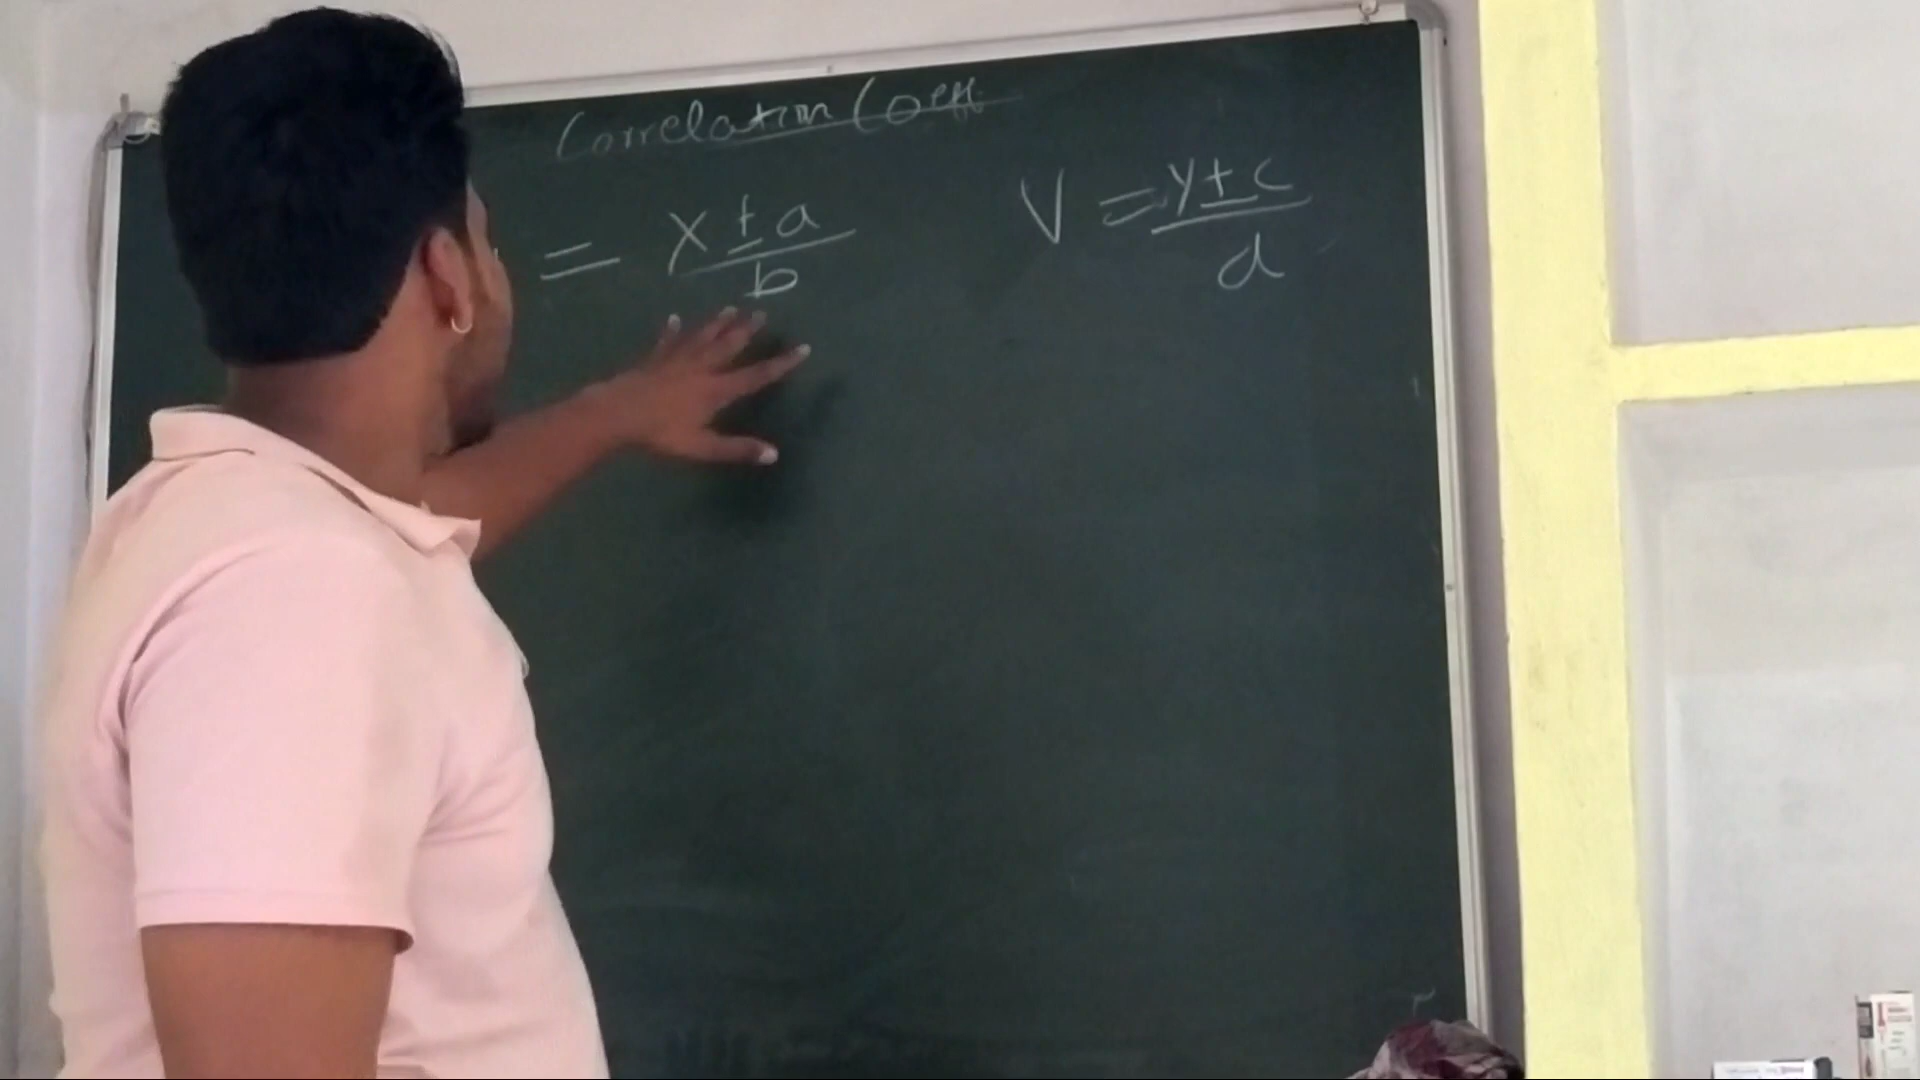 Correlation Coeff.
= x ± a / b V = y ± c / d